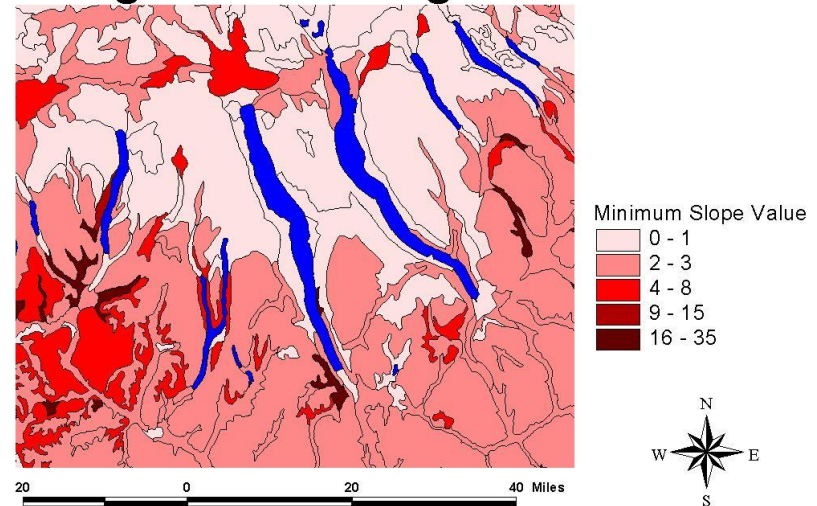 Minimum Slope Value
0 - 1
2 - 3
4 - 8
9 - 15
16 - 35
N
W E
S
20 0 20 40 Miles